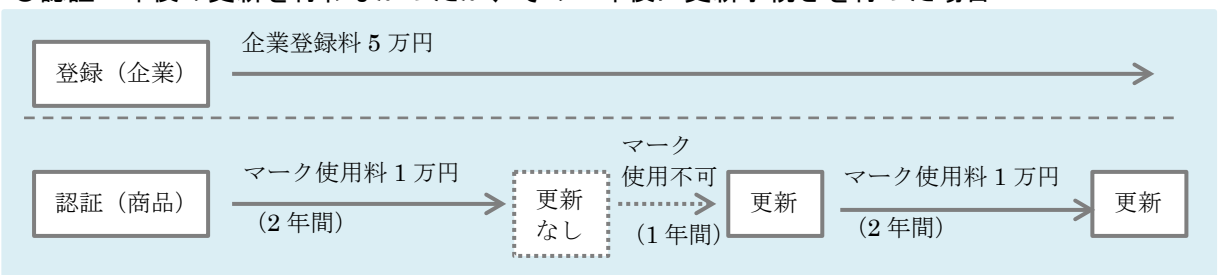 企業登録料 5 万円
登録（企業）
マーク
使用不可
マーク使用料 1 万円
マーク使用料 1 万円
認証（商品）
更新
なし
更新
更新
（2 年間）
（1 年間）
（2 年間）